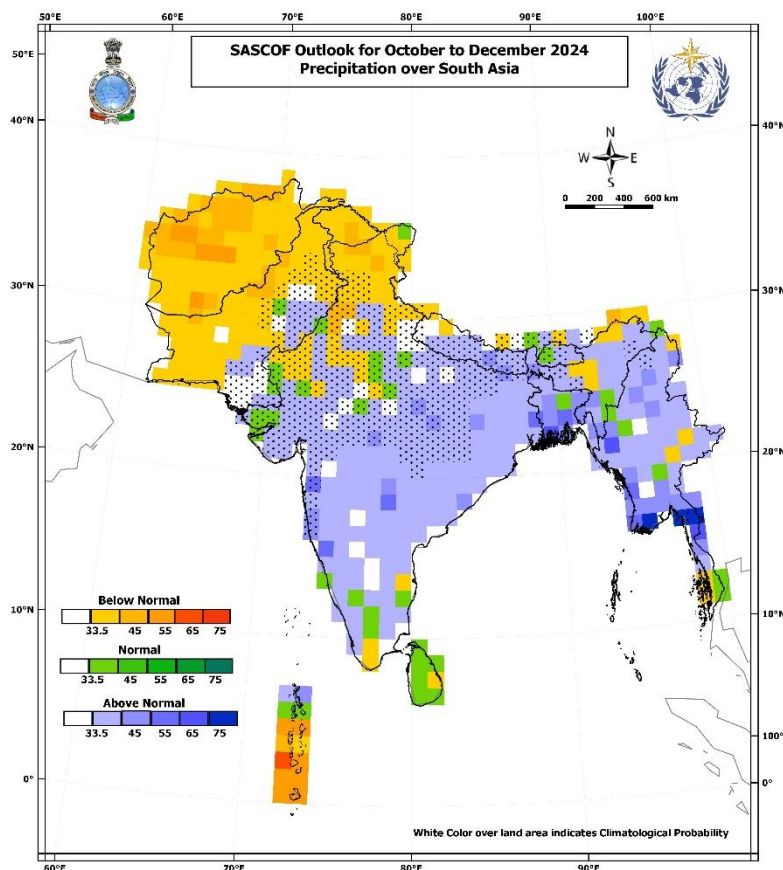 50°E 60°E 70°E 80°E 90°E 100°E
SASCOF Outlook for October to December 2024
Precipitation over South Asia
50°E
50°N
40°N
40°N
N
W E
S
0 200 400 600 km
30°N
30°N
20°N
20°N
10°N
10°N
Below Normal
33.5 45 55 65 75
Normal
33.5 45 55 65 75
Above Normal
33.5 45 55 65 75
100°E
0°
0°
White Color over land area indicates Climatological Probability
60°E 70°E 80°E 90°E